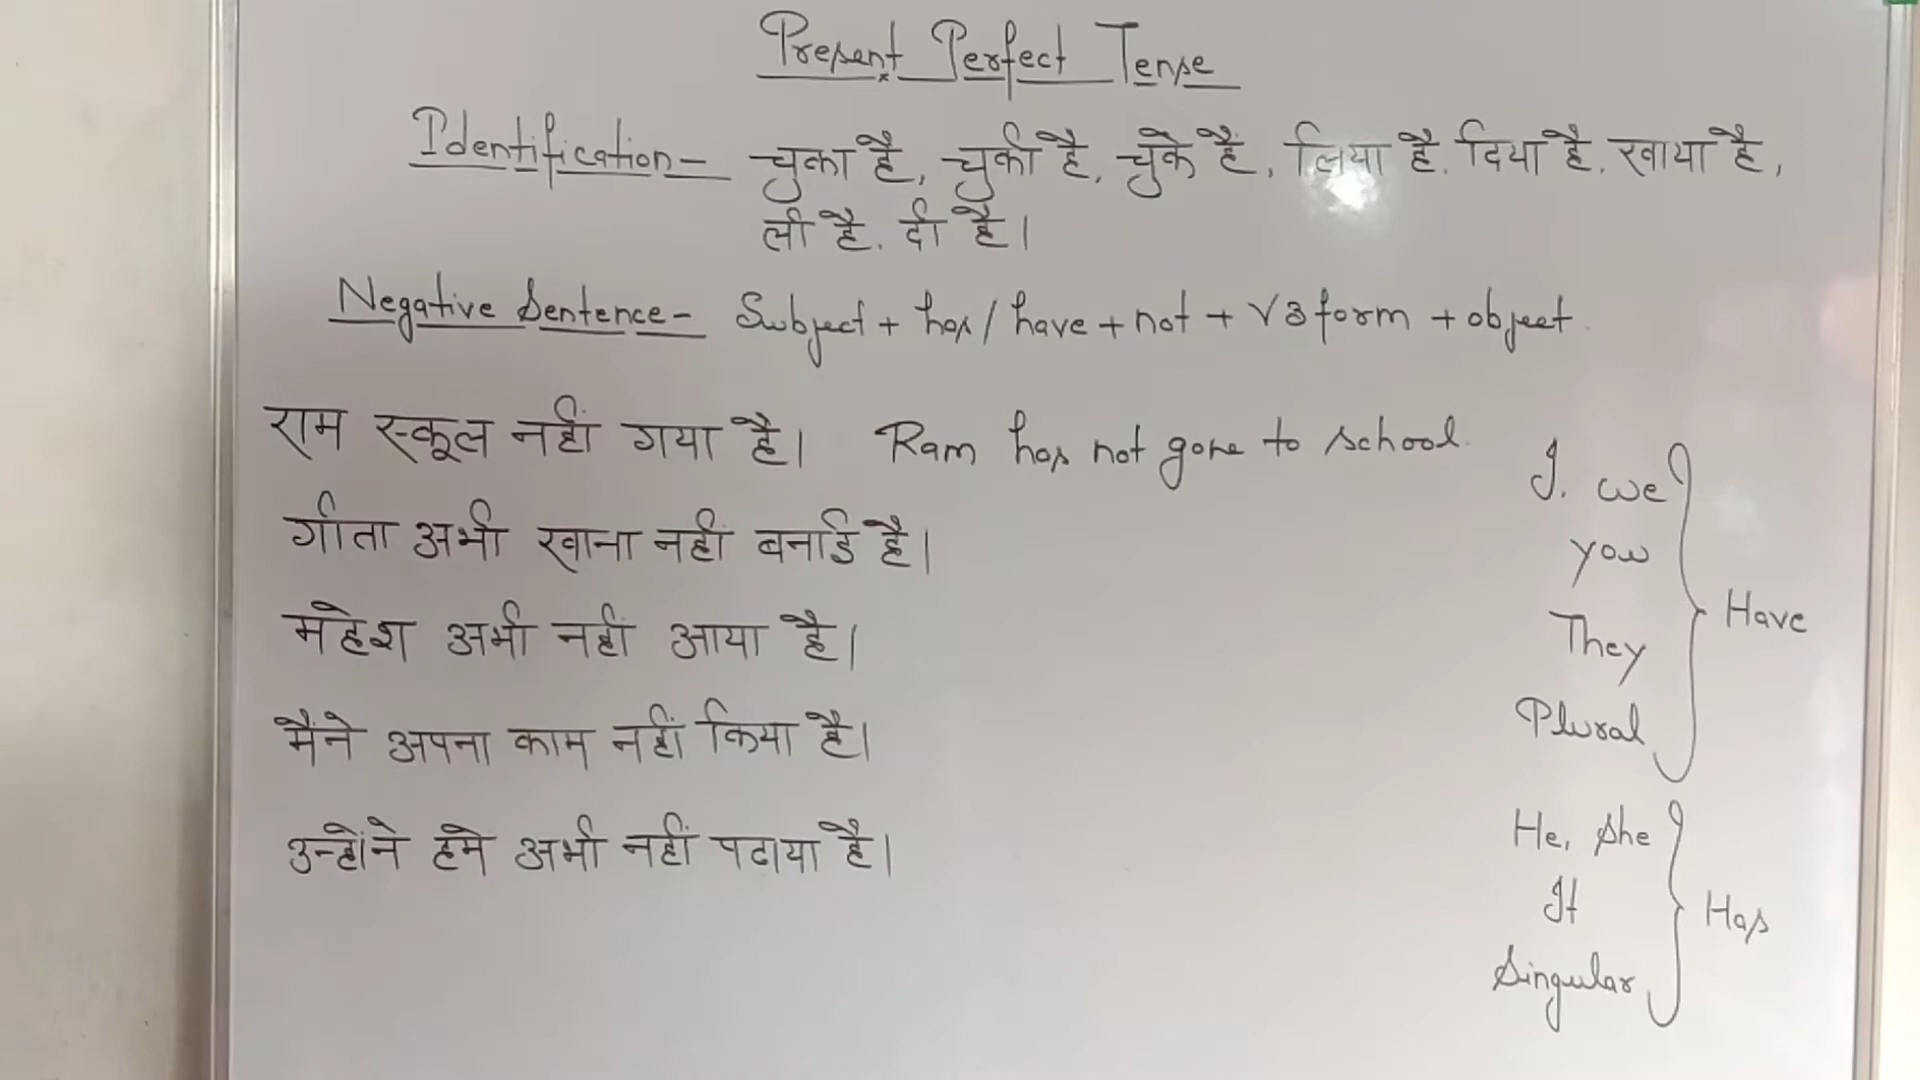 Present Perfect Tense
Identification- चुका है, चुकी है, चुके हैं, लिया है. दिया है. खाया है,
ली है. दी है।
Negative Sentence- Subject + has/have + not + V3 form + object.
राम स्कूल नहीं गया है। Ram has not gone to school.
गीता अभी खाना नहीं बनाई है।
महेश अभी नहीं आया है।
मैंने अपना काम नहीं किया है।
उन्होंने हमे अभी नहीं पढाया है।
I. we
you
They
Plural
Have
He, she
It
Singular
Has